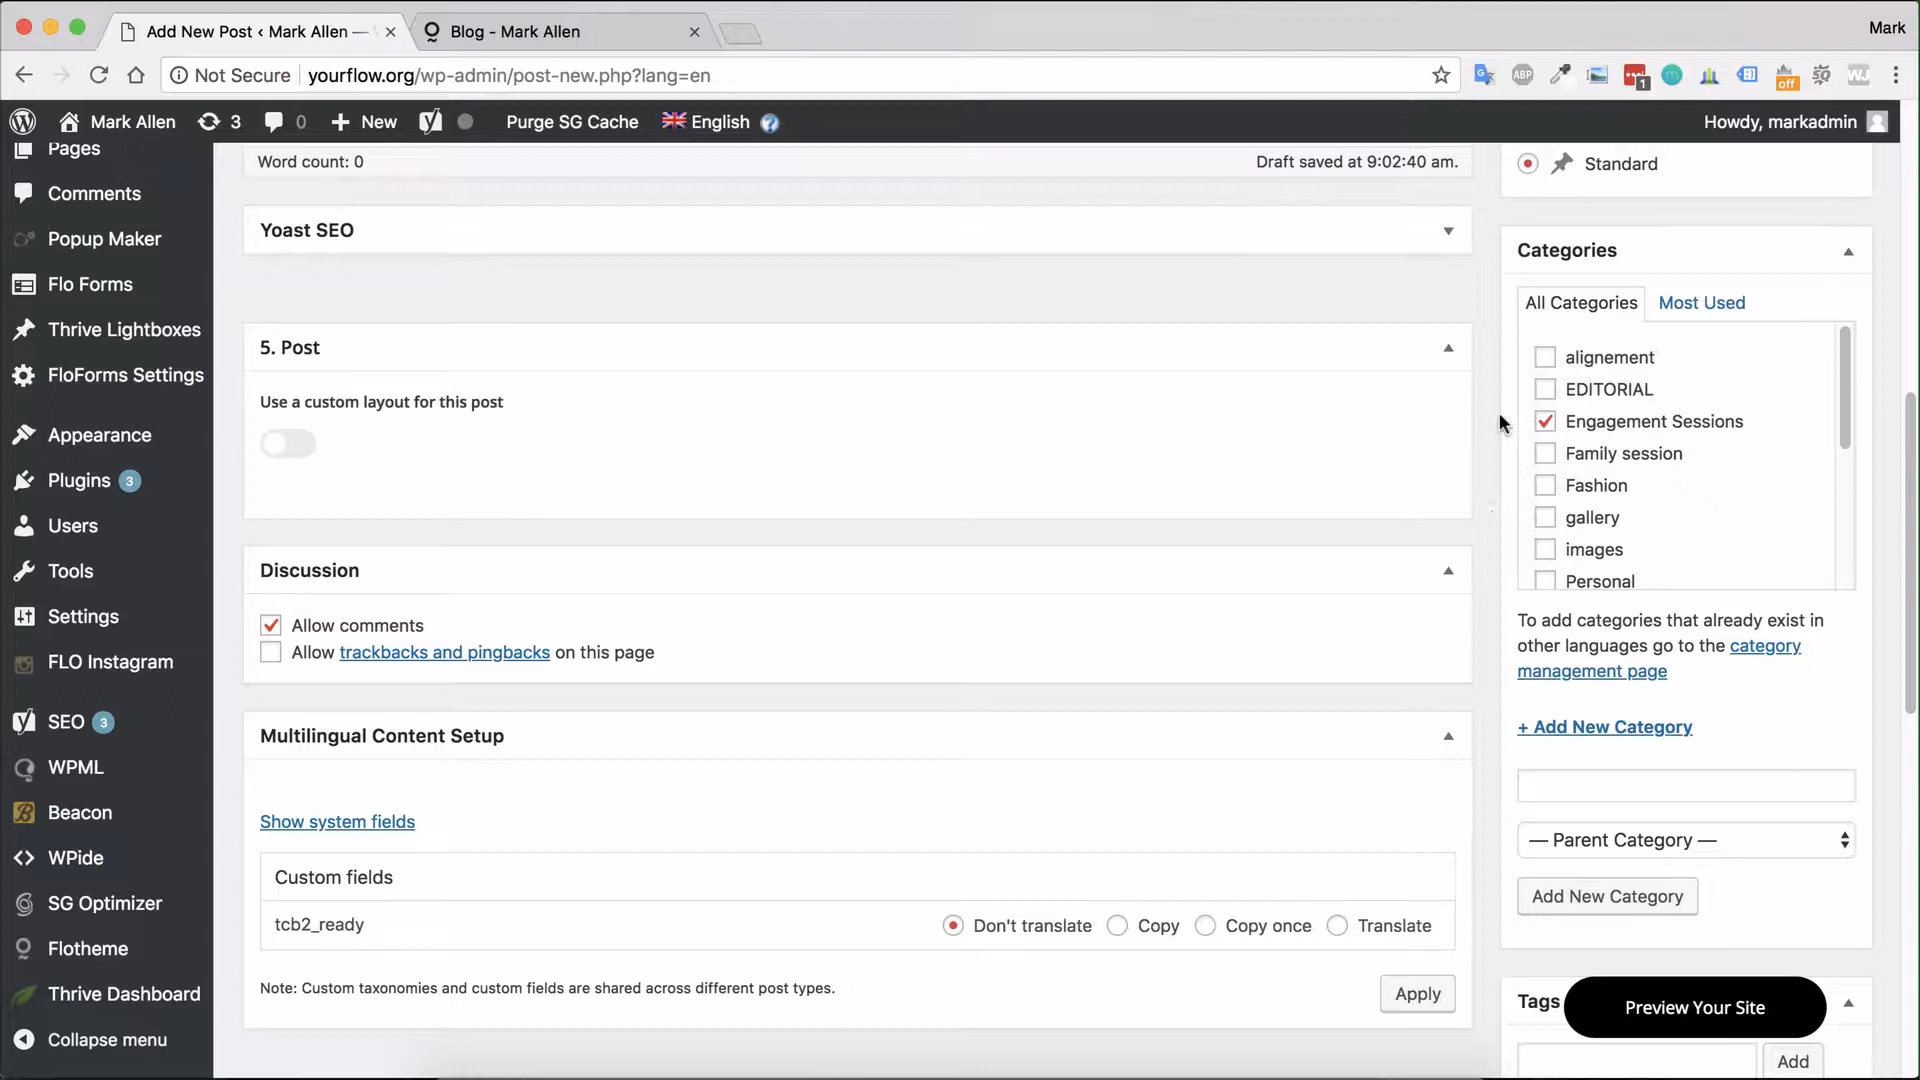 Add New Post ‹ Mark Allen —
Blog - Mark Allen
Mark
Not Secure
yourflow.org/wp-admin/post-new.php?lang=en
ABP
1
off
Mark Allen
3
0
New
Purge SG Cache
English
Howdy, markadmin
Pages
Comments
Popup Maker
Flo Forms
Thrive Lightboxes
FloForms Settings
Appearance
Plugins 3
Users
Tools
Settings
FLO Instagram
SEO 3
WPML
Beacon
WPide
SG Optimizer
Flotheme
Thrive Dashboard
Collapse menu
Word count: 0
Draft saved at 9:02:40 am.
Yoast SEO
5. Post
Use a custom layout for this post
Discussion
Allow comments
Allow trackbacks and pingbacks on this page
Multilingual Content Setup
Show system fields
Custom fields
tcb2_ready
Don't translate
Copy
Copy once
Translate
Note: Custom taxonomies and custom fields are shared across different post types.
Apply
Standard
Categories
All Categories
Most Used
alignement
EDITORIAL
Engagement Sessions
Family session
Fashion
gallery
images
Personal
To add categories that already exist in
other languages go to the category
management page
+ Add New Category
— Parent Category —
Add New Category
Tags
Preview Your Site
Add